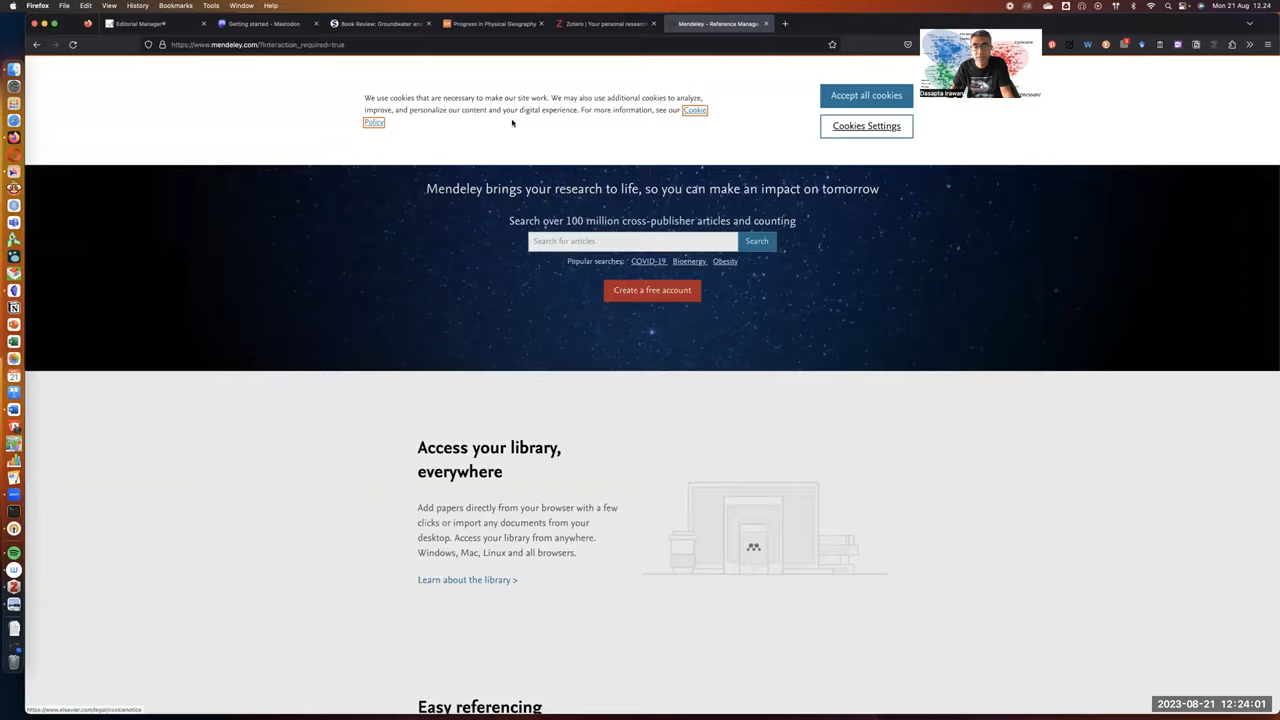 Firefox File Edit View History Bookmarks Tools Window Help Mon 21 Aug 12.24
Editorial Manager® Getting started - Mastodon Book Review: Groundwater and Progress in Physical Geography Zotero | Your personal resear Mendeley - Reference Manage
https://www.mendeley.com/?interaction_required=true
Dasapta Irawan
We use cookies that are necessary to make our site work. We may also use additional cookies to analyze,
improve, and personalize our content and your digital experience. For more information, see our Cookie
Policy
Accept all cookies
Cookies Settings
Mendeley brings your research to life, so you can make an impact on tomorrow
Search over 100 million cross-publisher articles and counting
Search for articles Search
Popular searches: COVID-19 Bioenergy Obesity
Create a free account
Access your library,
everywhere
Add papers directly from your browser with a few
clicks or import any documents from your
desktop. Access your library from anywhere.
Windows, Mac, Linux and all browsers.
Learn about the library >
Easy referencing
https://www.elsevier.com/legal/cookienotice
2023-08-21 12:24:01